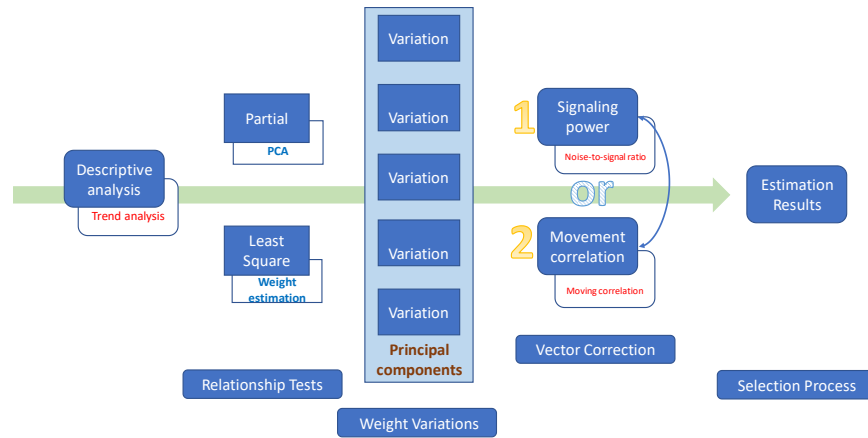 Descriptive
analysis
Trend analysis
Partial
PCA
Least
Square
Weight
estimation
Relationship Tests
Variation
Variation
Variation
Variation
Variation
Principal
components
Weight Variations
1
Signaling
power
Noise-to-signal ratio
or
2
Movement
correlation
Moving correlation
Vector Correction
Estimation
Results
Selection Process